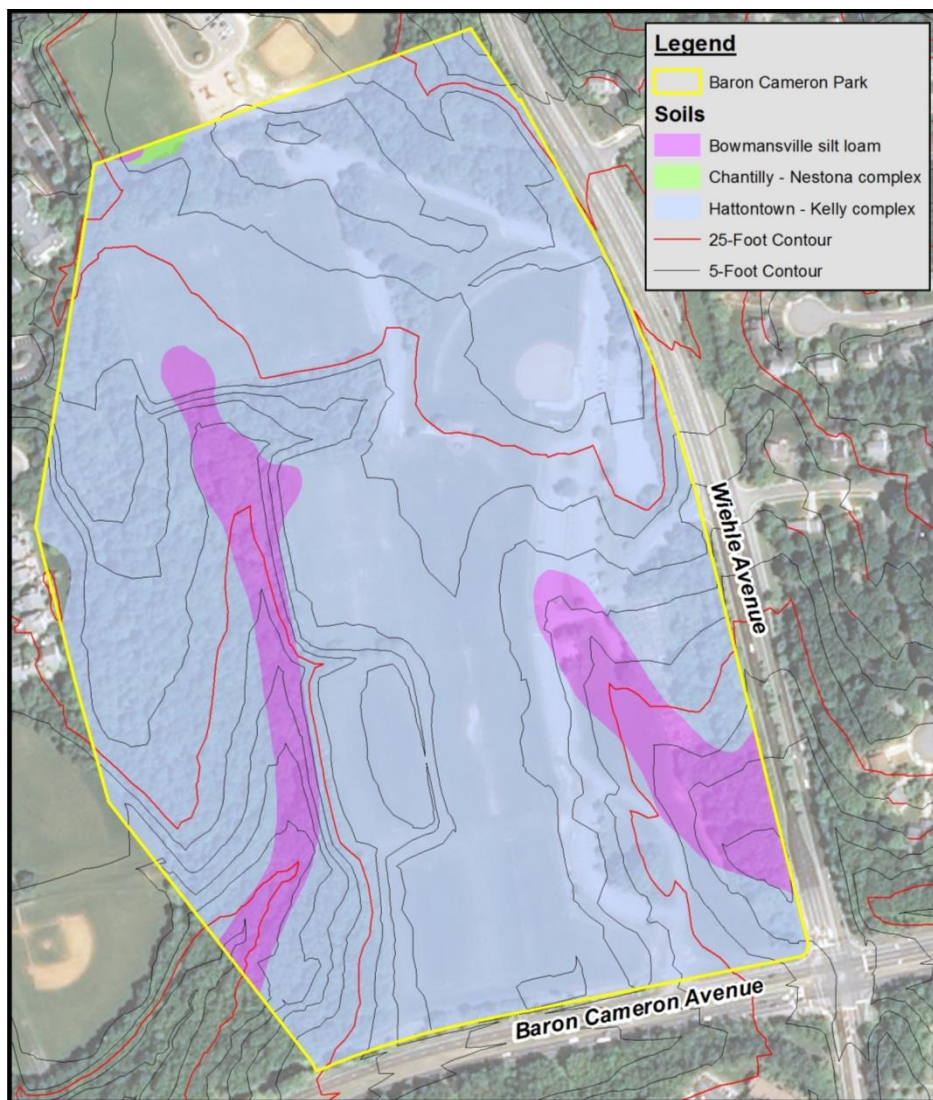 Legend
Baron Cameron Park
Soils
Bowmansville silt loam
Chantilly - Nestona complex
Hattontown - Kelly complex
25-Foot Contour
5-Foot Contour
Wiehle Avenue
Baron Cameron Avenue